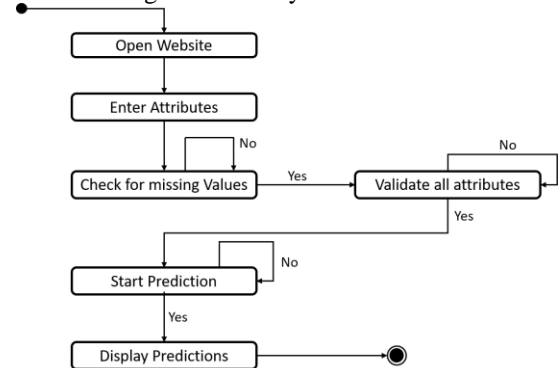 Open Website
Enter Attributes
No
Check for missing Values
Yes
No
Validate all attributes
Yes
No
Start Prediction
Yes
Display Predictions